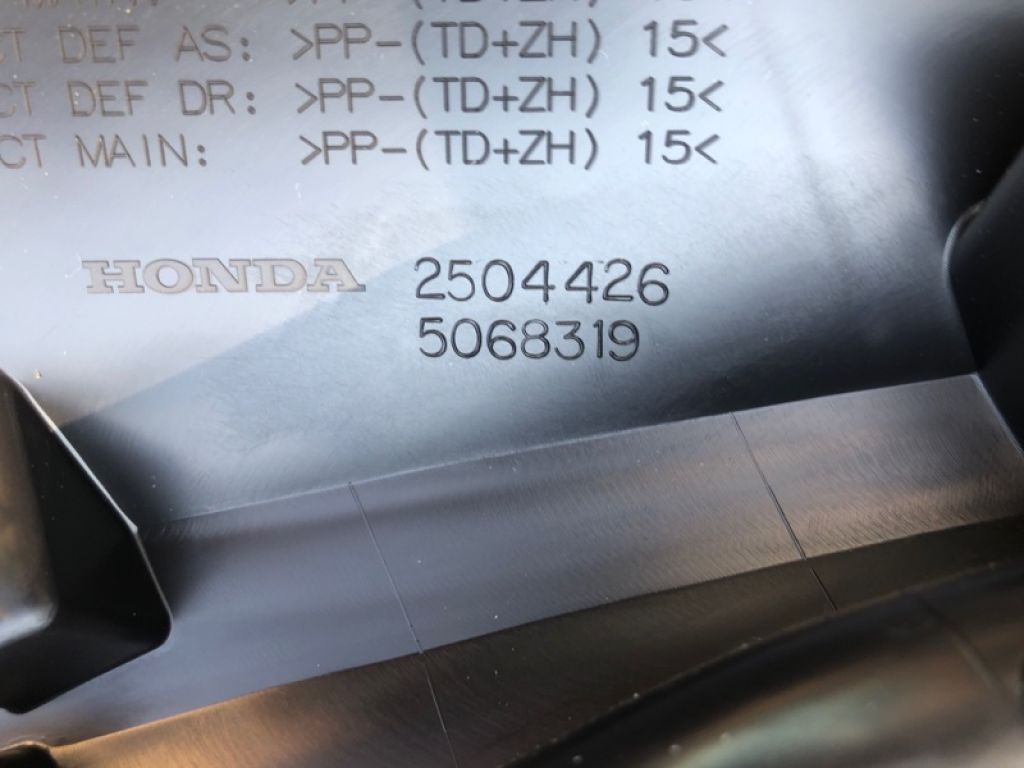 CT DEF AS: >PP-(TD+ZH) 15<
CT DEF DR: >PP-(TD+ZH) 15<
CT MAIN: >PP-(TD+ZH) 15<
HONDA 2504426
5068319